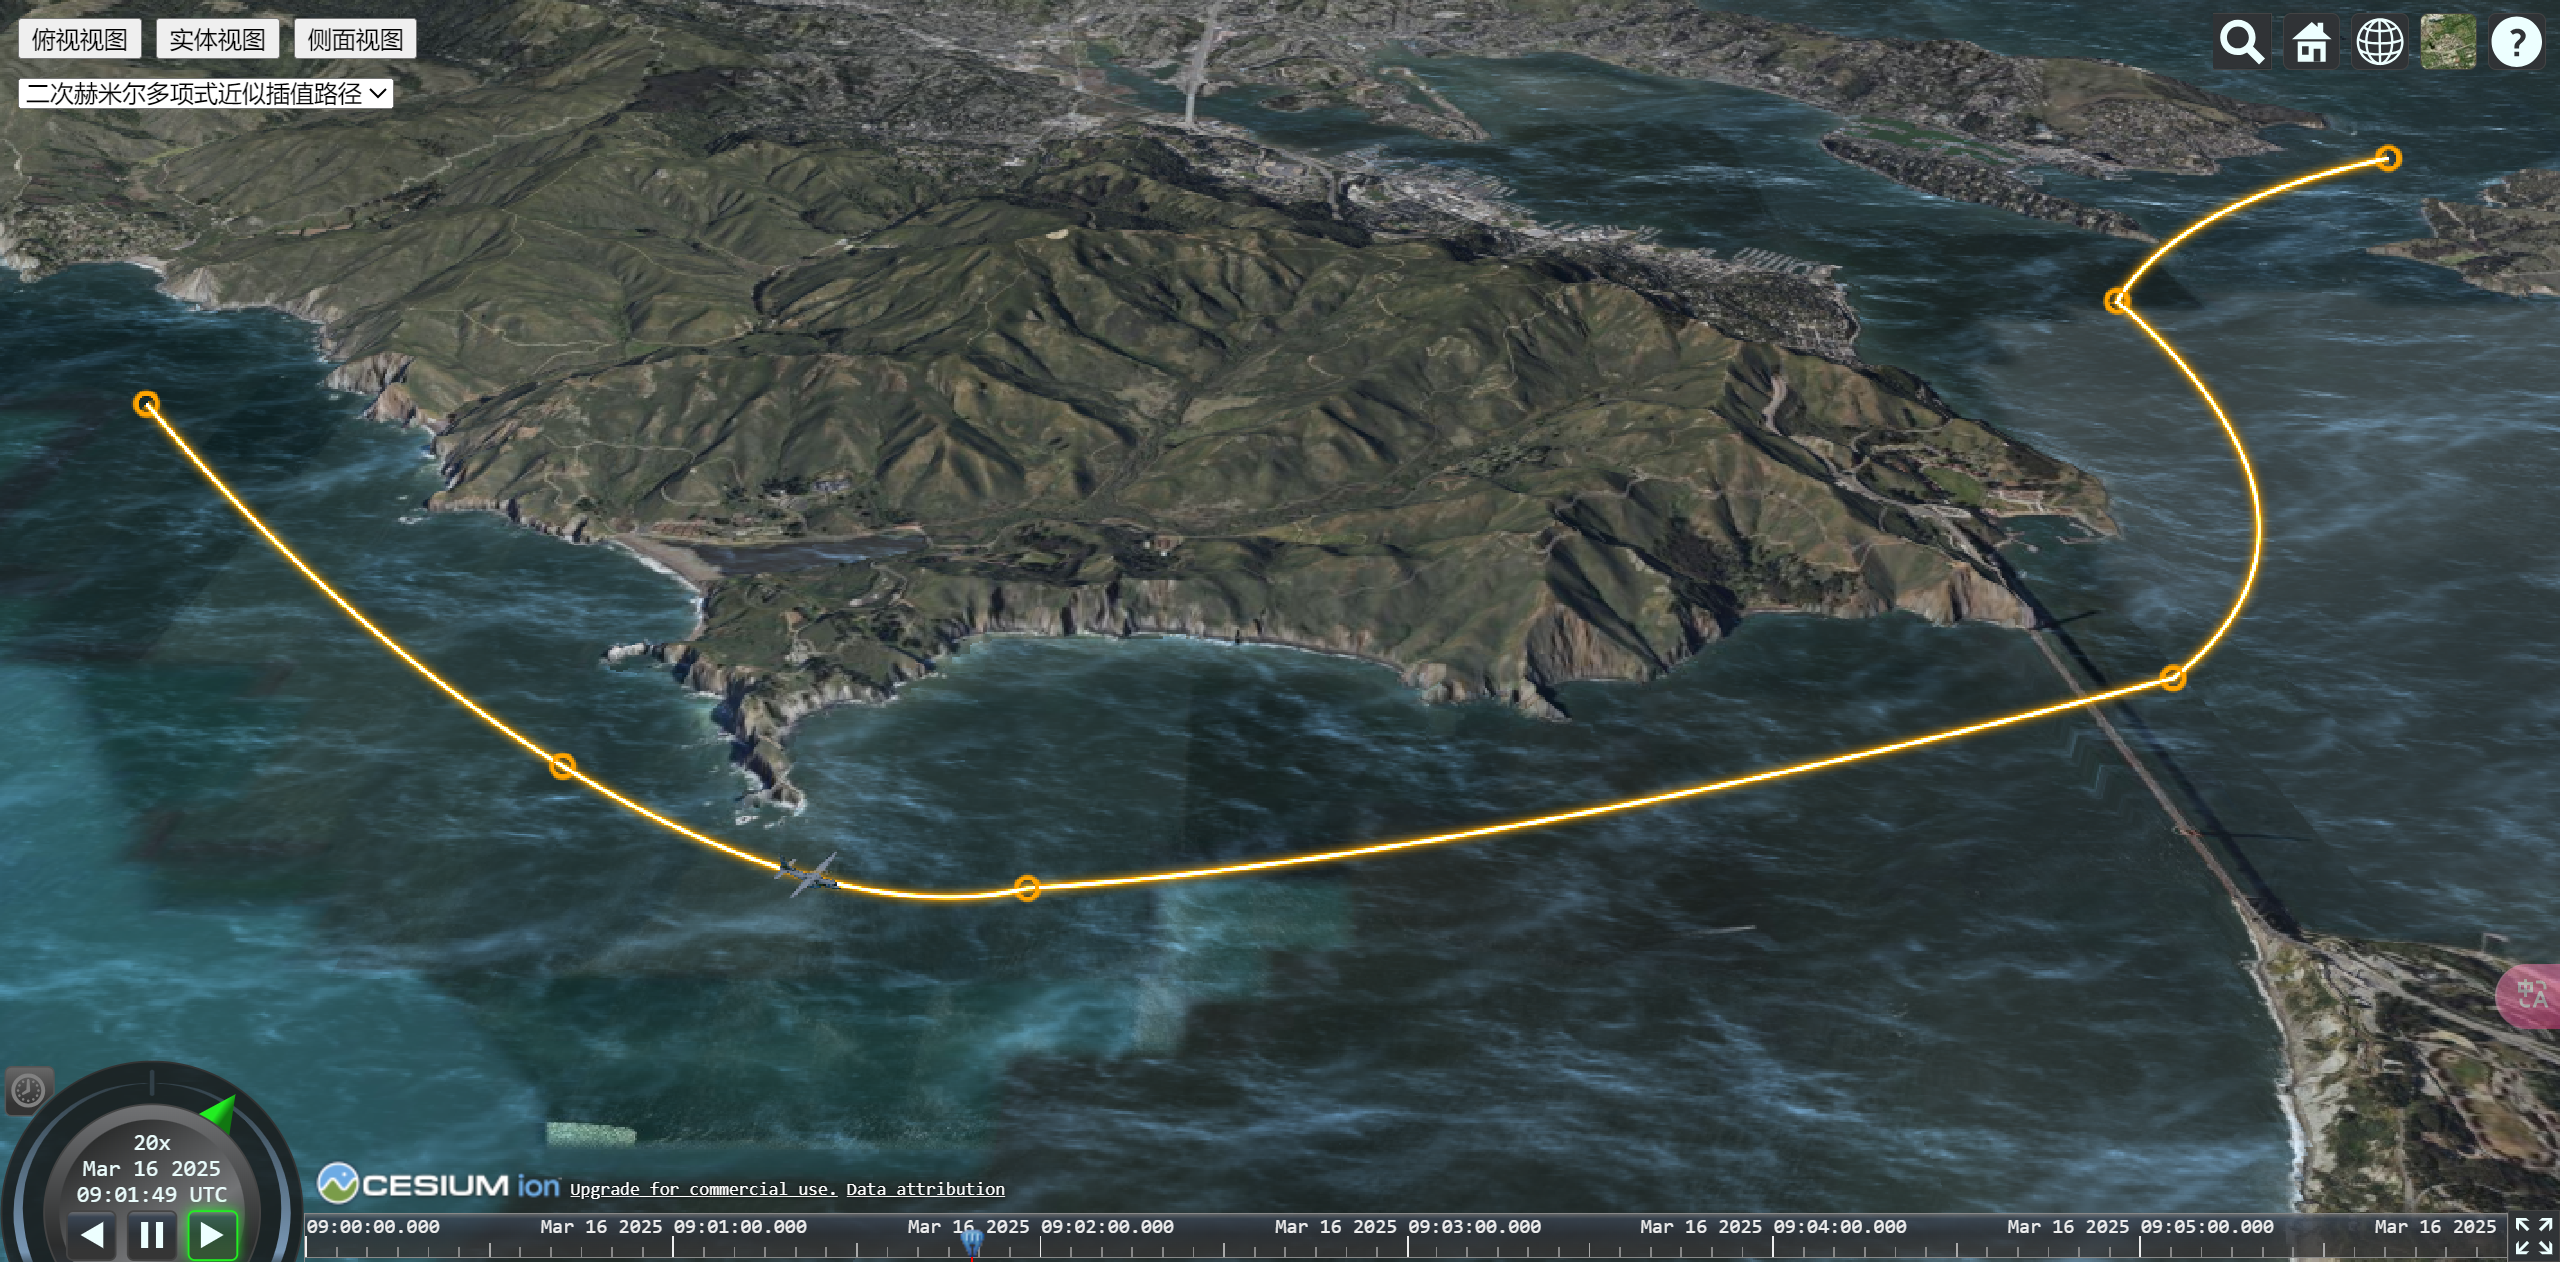 俯视视图 实体视图 侧面视图
二次赫米尔多项式近似插值路径
?
中 A
20x
Mar 16 2025
09:01:49 UTC
CESIUM ion Upgrade for commercial use. Data attribution
09:00:00.000 Mar 16 2025 09:01:00.000 Mar 16 2025 09:02:00.000 Mar 16 2025 09:03:00.000 Mar 16 2025 09:04:00.000 Mar 16 2025 09:05:00.000 Mar 16 2025